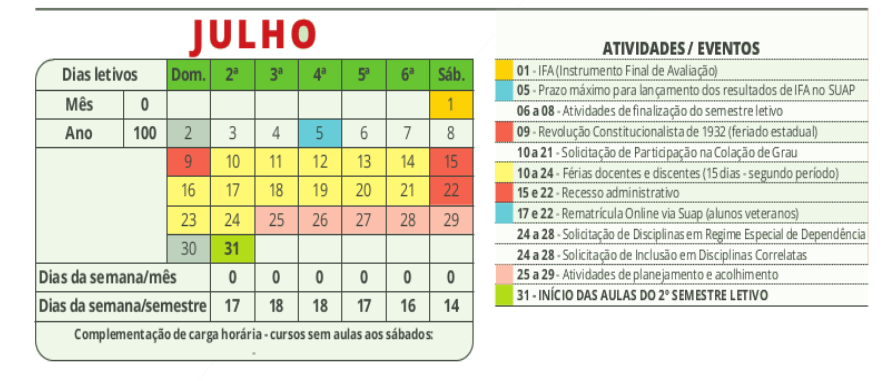 JULHO
Dias letivos Dom. 2ª 3ª 4ª 5ª 6ª Sáb.
Mês 0 1
Ano 100 2 3 4 5 6 7 8
9 10 11 12 13 14 15
16 17 18 19 20 21 22
23 24 25 26 27 28 29
30 31
Dias da semana/mês 0 0 0 0 0 0
Dias da semana/semestre 17 18 18 17 16 14
Complementação de carga horária - cursos sem aulas aos sábados:
-
ATIVIDADES / EVENTOS
01 - IFA (Instrumento Final de Avaliação)
05 - Prazo máximo para lançamento dos resultados de IFA no SUAP
06 a 08 - Atividades de finalização do semestre letivo
09 - Revolução Constitucionalista de 1932 (feriado estadual)
10 a 21 - Solicitação de Participação na Colação de Grau
10 a 24 - Férias docentes e discentes (15 dias - segundo período)
15 e 22 - Recesso administrativo
17 e 22 - Rematrícula Online via Suap (alunos veteranos)
24 a 28 - Solicitação de Disciplinas em Regime Especial de Dependência
24 a 28 - Solicitação de Inclusão em Disciplinas Correlatas
25 a 29 - Atividades de planejamento e acolhimento
31 - INÍCIO DAS AULAS DO 2º SEMESTRE LETIVO